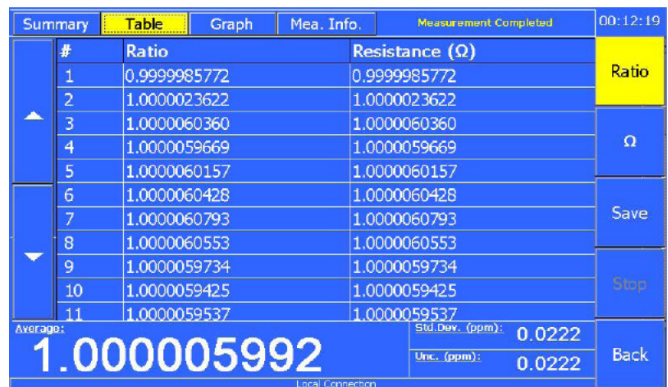 Summary Table Graph Mea. Info. Measurement Completed 00:12:19
# Ratio Resistance (Ω)
1 0.9999985772 0.9999985772
2 1.0000023622 1.0000023622
3 1.0000060360 1.0000060360
4 1.0000059669 1.0000059669
5 1.0000060157 1.0000060157
6 1.0000060428 1.0000060428
7 1.0000060793 1.0000060793
8 1.0000060553 1.0000060553
9 1.0000059734 1.0000059734
10 1.0000059425 1.0000059425
11 1.0000059537 1.0000059537
Ratio
Ω
Save
Stop
Back
Average:
1.000005992
Std.Dev. (ppm): 0.0222
Unc. (ppm): 0.0222
Local Connection